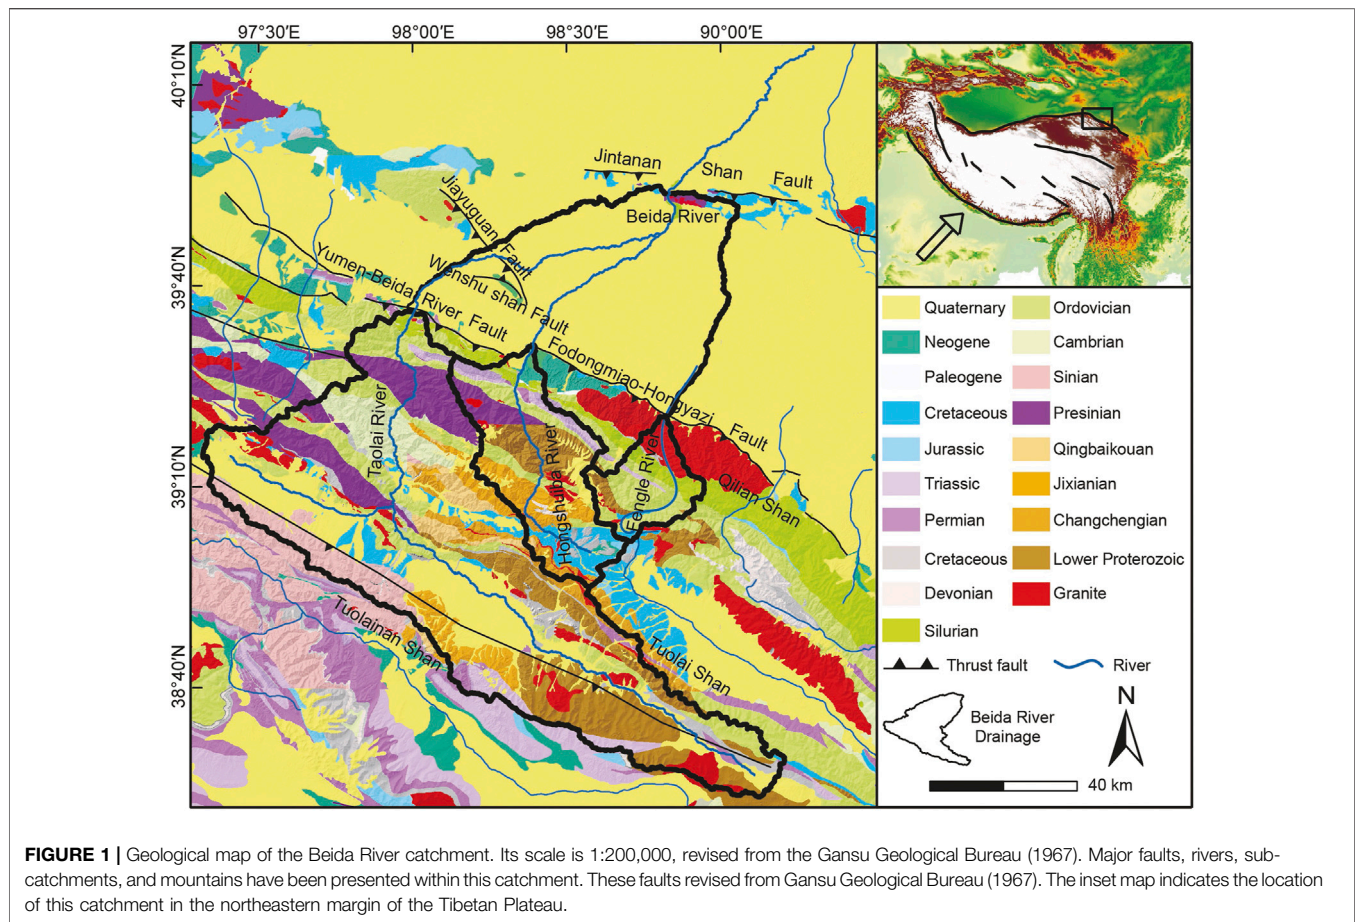 97°30′E 98°00′E 98°30′E 90°00′E
40°10′N
39°40′N
39°10′N
38°40′N
Jintanan Shan Fault
Beida River
Jiayuguan Fault
Wenshu shan Fault
Yumen-Beida River Fault
Fodongmiao-Hongyazi Fault
Taolai River
Hongshuiba River
Fengle River
Qilian Shan
Tuolainan Shan
Tuolai Shan
Quaternary
Neogene
Paleogene
Cretaceous
Jurassic
Triassic
Permian
Cretaceous
Devonian
Silurian
Ordovician
Cambrian
Sinian
Presinian
Qingbaikouan
Jixianian
Changchengian
Lower Proterozoic
Granite
Thrust fault
River
Beida River
Drainage
N
40 km
FIGURE 1 | Geological map of the Beida River catchment. Its scale is 1:200,000, revised from the Gansu Geological Bureau (1967). Major faults, rivers, sub-
catchments, and mountains have been presented within this catchment. These faults revised from Gansu Geological Bureau (1967). The inset map indicates the location
of this catchment in the northeastern margin of the Tibetan Plateau.